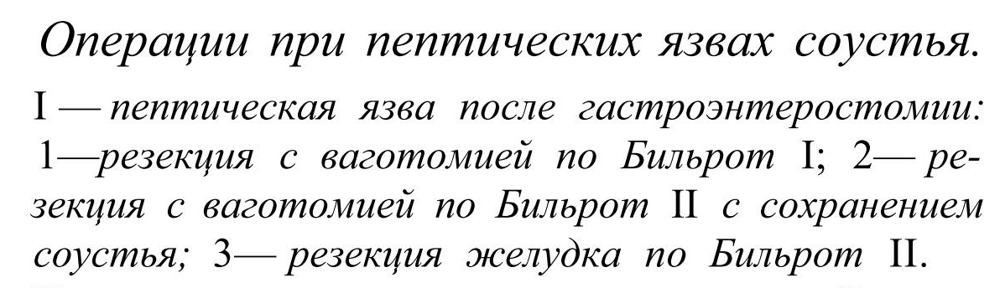 Операции при пептических язвах соустья.
I — пептическая язва после гастроэнтеростомии:
1—резекция с ваготомией по Бильрот I; 2— ре-
зекция с ваготомией по Бильрот II с сохранением
соустья; 3— резекция желудка по Бильрот II.